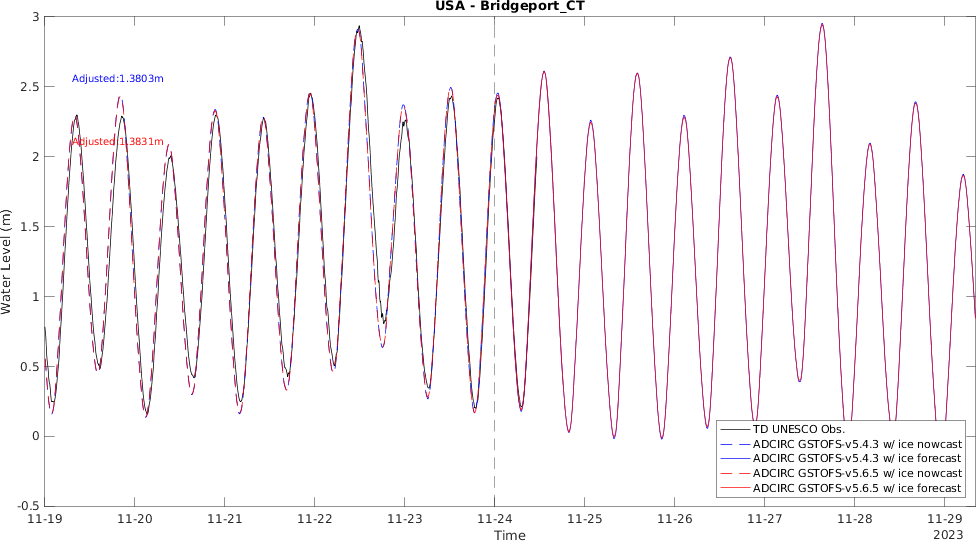 USA - Bridgeport_CT
3
2.5
2
1.5
1
0.5
0
-0.5
Water Level (m)
Adjusted:1.3803m
Adjusted:1.3831m
TD UNESCO Obs.
ADCIRC GSTOFS-v5.4.3 w/ ice nowcast
ADCIRC GSTOFS-v5.4.3 w/ ice forecast
ADCIRC GSTOFS-v5.6.5 w/ ice nowcast
ADCIRC GSTOFS-v5.6.5 w/ ice forecast
11-19 11-20 11-21 11-22 11-23 11-24 11-25 11-26 11-27 11-28 11-29
Time
2023